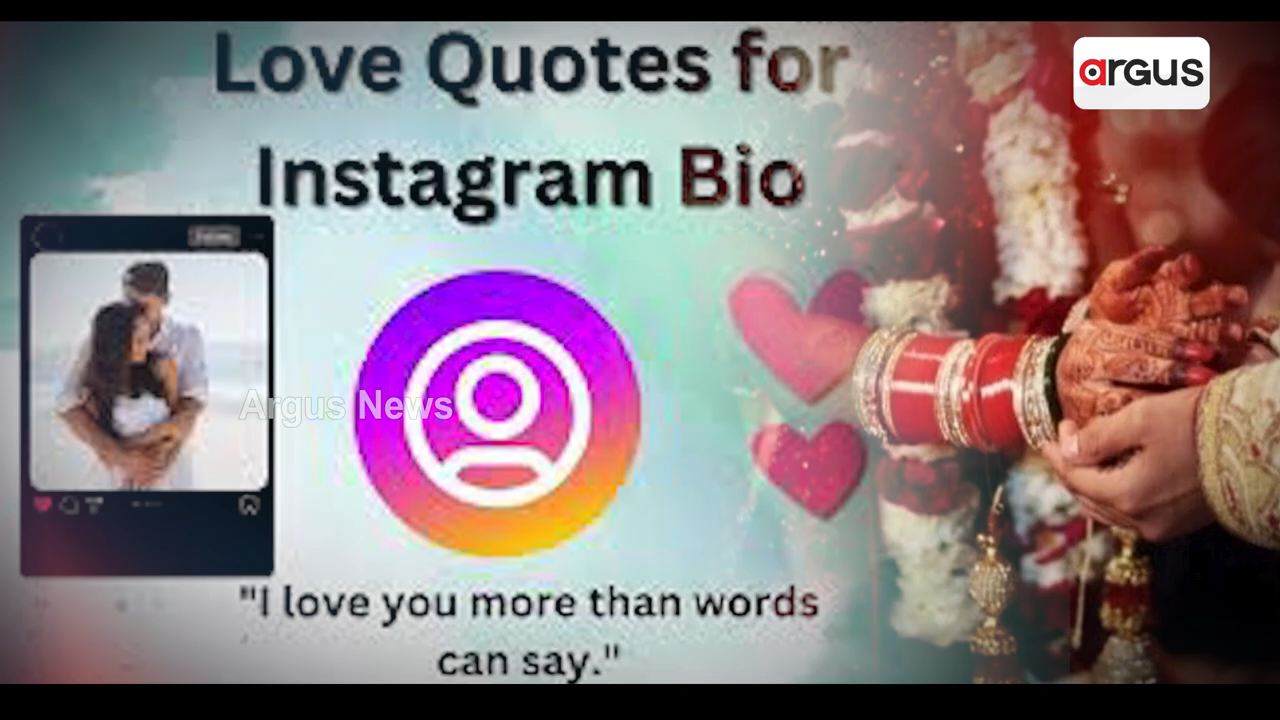 Love Quotes for
Instagram Bio
argus
Argus News
"I love you more than words
can say."